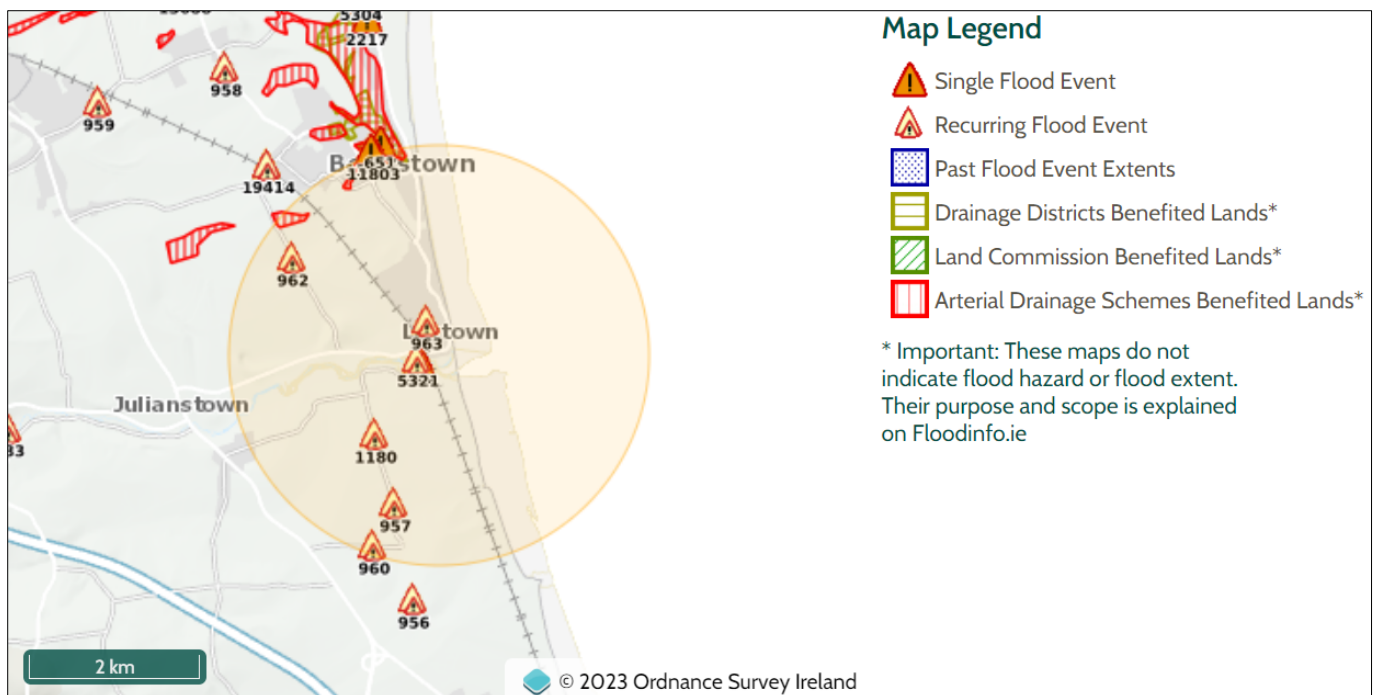 5304
2217
958
959
B
stown
651
11803
19414
962
L
town
963
5321
Julianstown
33
1180
957
960
956
2 km
© 2023 Ordnance Survey Ireland
Map Legend
Single Flood Event
Recurring Flood Event
Past Flood Event Extents
Drainage Districts Benefited Lands*
Land Commission Benefited Lands*
Arterial Drainage Schemes Benefited Lands*
* Important: These maps do not
indicate flood hazard or flood extent.
Their purpose and scope is explained
on Floodinfo.ie